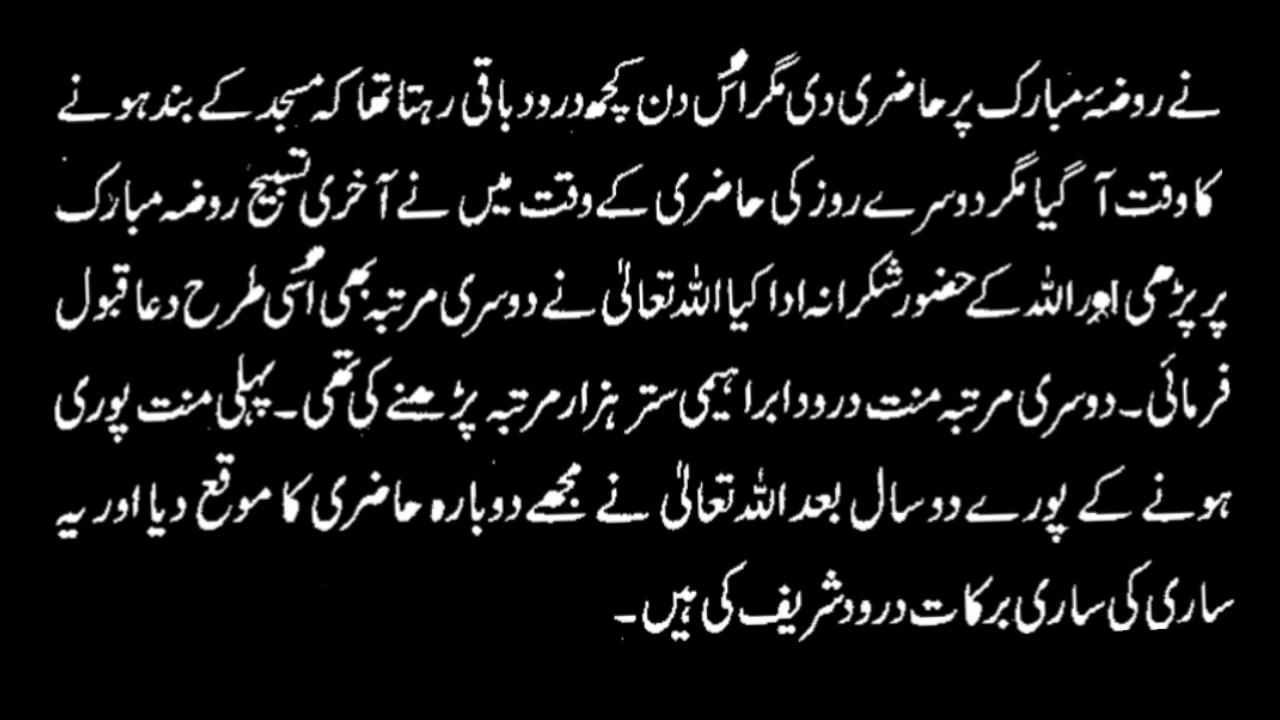 نے روضۂ مبارک پر حاضری دی مگر اُس دن کچھ درود باقی رہتا تھا کہ مسجد کے بند ہونے
کا وقت آ گیا مگر دوسرے روز کی حاضری کے وقت میں نے آخری تسبیح روضہ مبارک
پر پڑھی اور اللہ کے حضور شکرانہ ادا کیا اللہ تعالیٰ نے دوسری مرتبہ بھی اُسی طرح دعا قبول
فرمائی۔ دوسری مرتبہ منت درود ابراہیمی ستر ہزار مرتبہ پڑھنے کی تھی۔ پہلی منت پوری
ہونے کے پورے دو سال بعد اللہ تعالیٰ نے مجھے دوبارہ حاضری کا موقع دیا اور یہ
ساری کی ساری برکات درود شریف کی ہیں۔